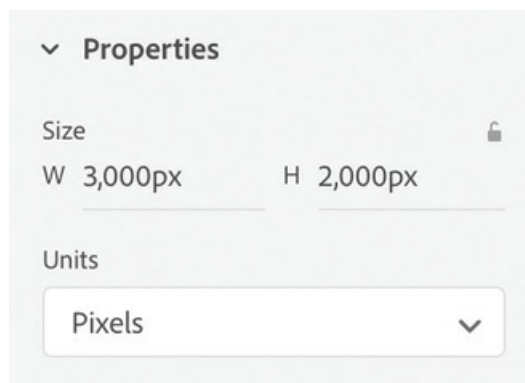 Properties
Size
W 3,000px H 2,000px
Units
Pixels